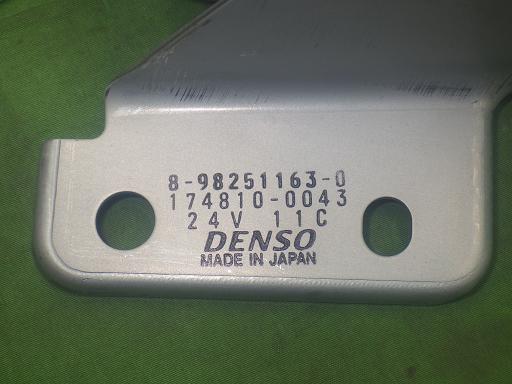 8-98251163-0
174810-0043
24V 11C
DENSO
MADE IN JAPAN